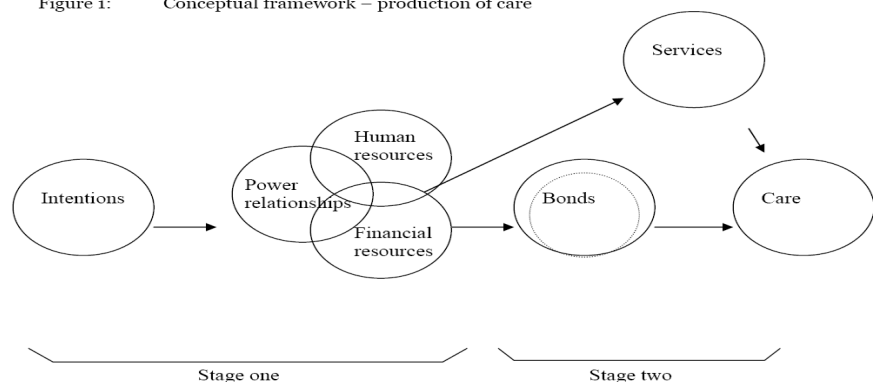 Figure 1: Conceptual framework – production of care
Services
Human
resources
Intentions
Power
relationships
Bonds
Care
Financial
resources
Stage one
Stage two